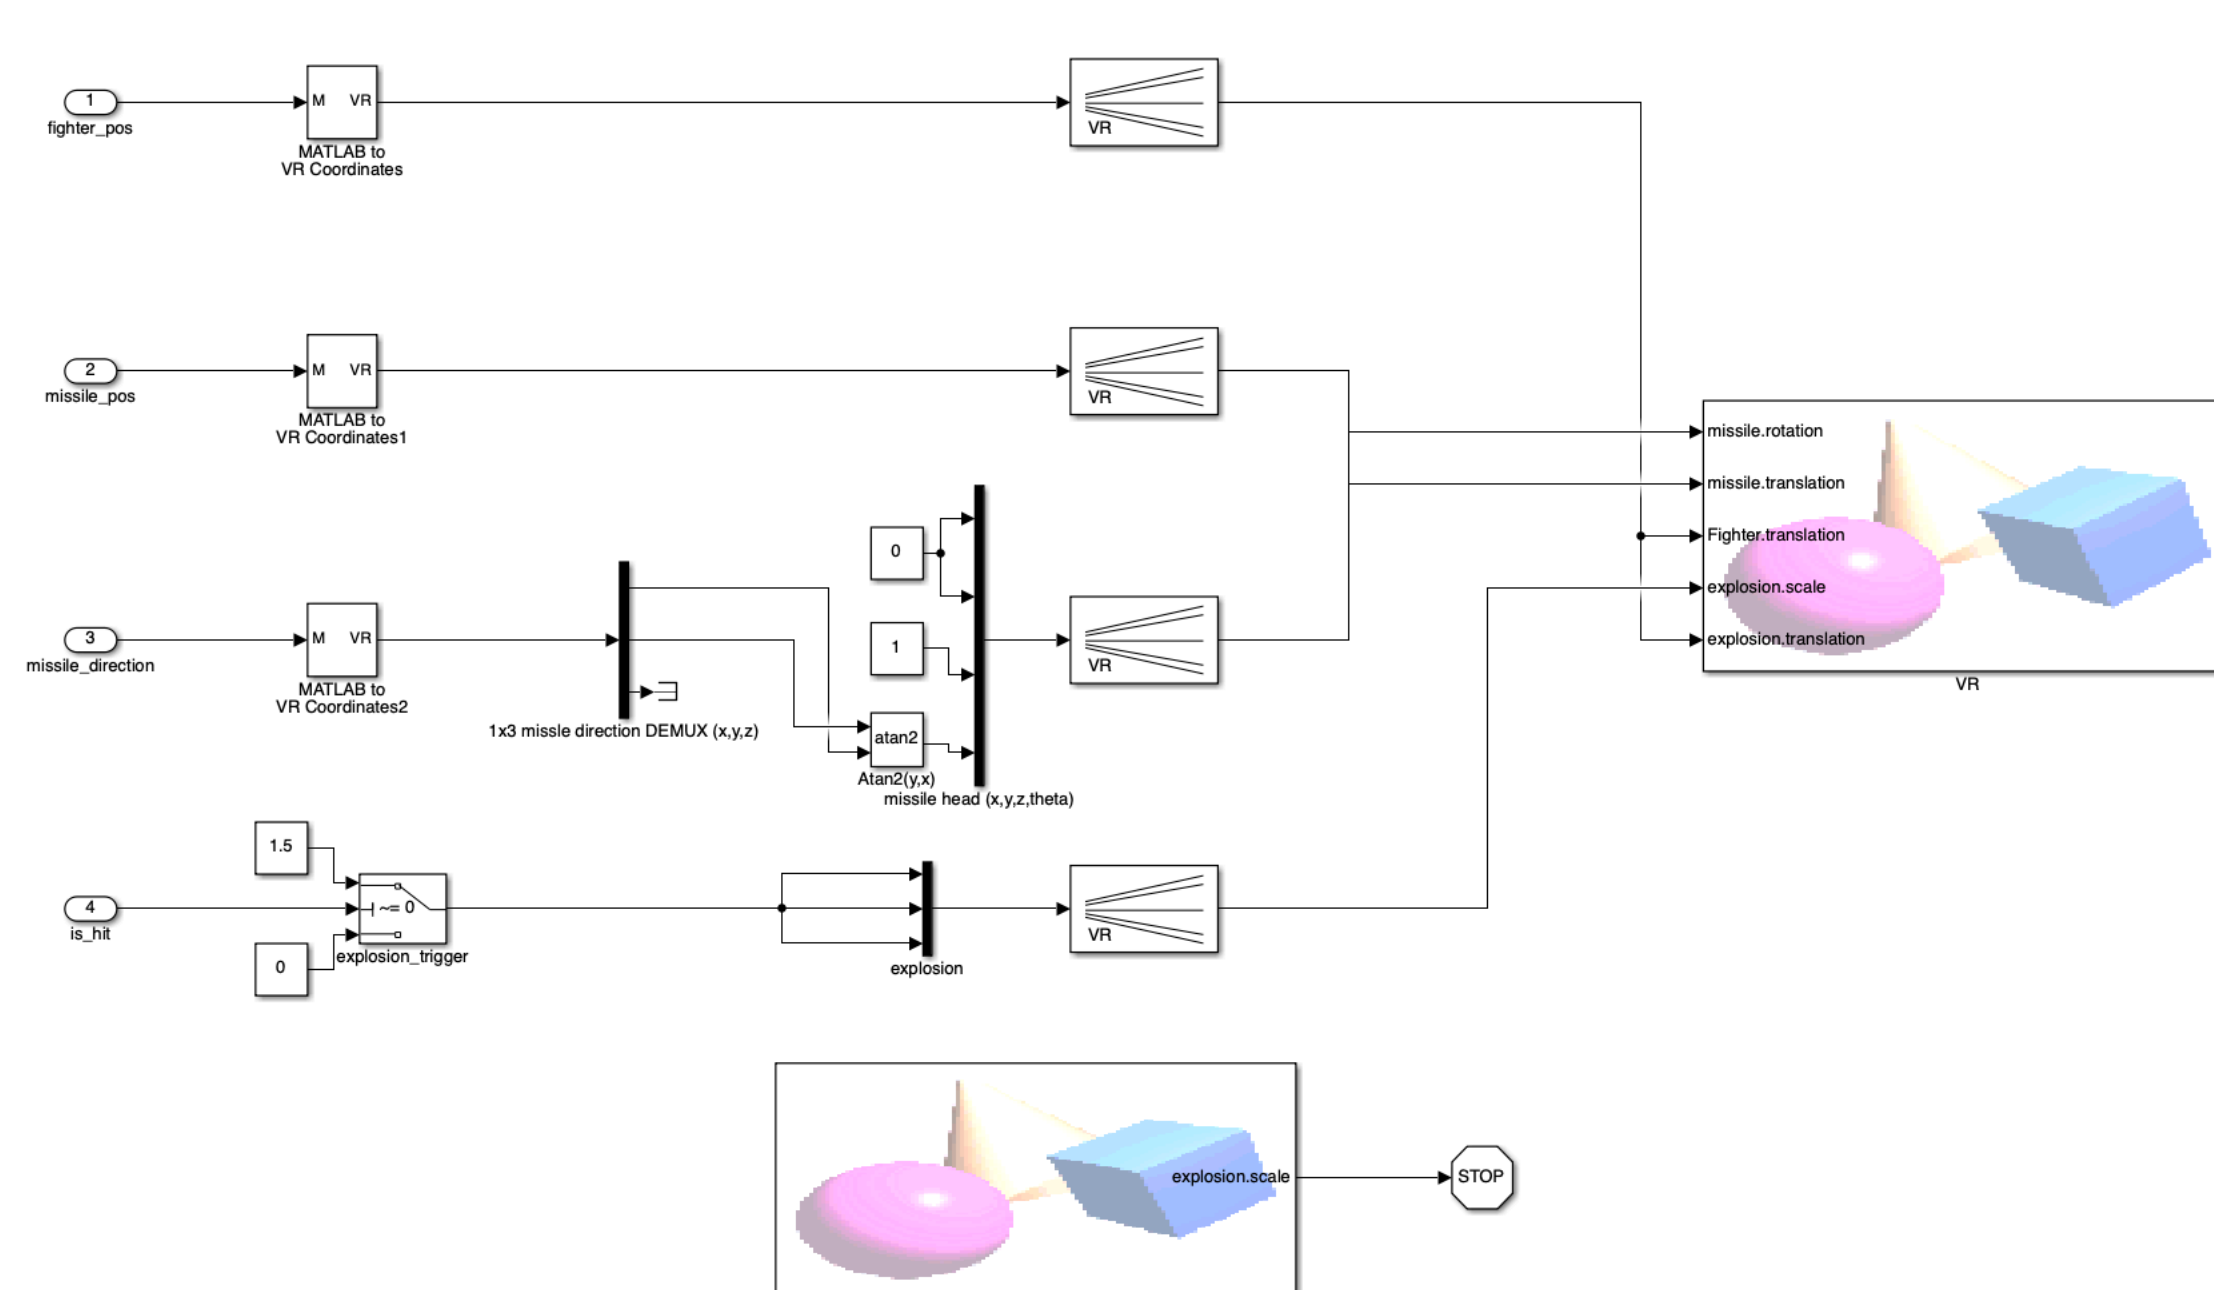 1
fighter_pos
M VR
MATLAB to
VR Coordinates
VR
2
missile_pos
M VR
MATLAB to
VR Coordinates1
VR
missile.rotation
missile.translation
Fighter.translation
explosion.scale
explosion.translation
VR
0
1
3
missile_direction
M VR
MATLAB to
VR Coordinates2
1x3 missle direction DEMUX (x,y,z)
atan2
Atan2(y,x)
missile head (x,y,z,theta)
VR
1.5
4
is_hit
~= 0
0
explosion_trigger
explosion
VR
explosion.scale
STOP